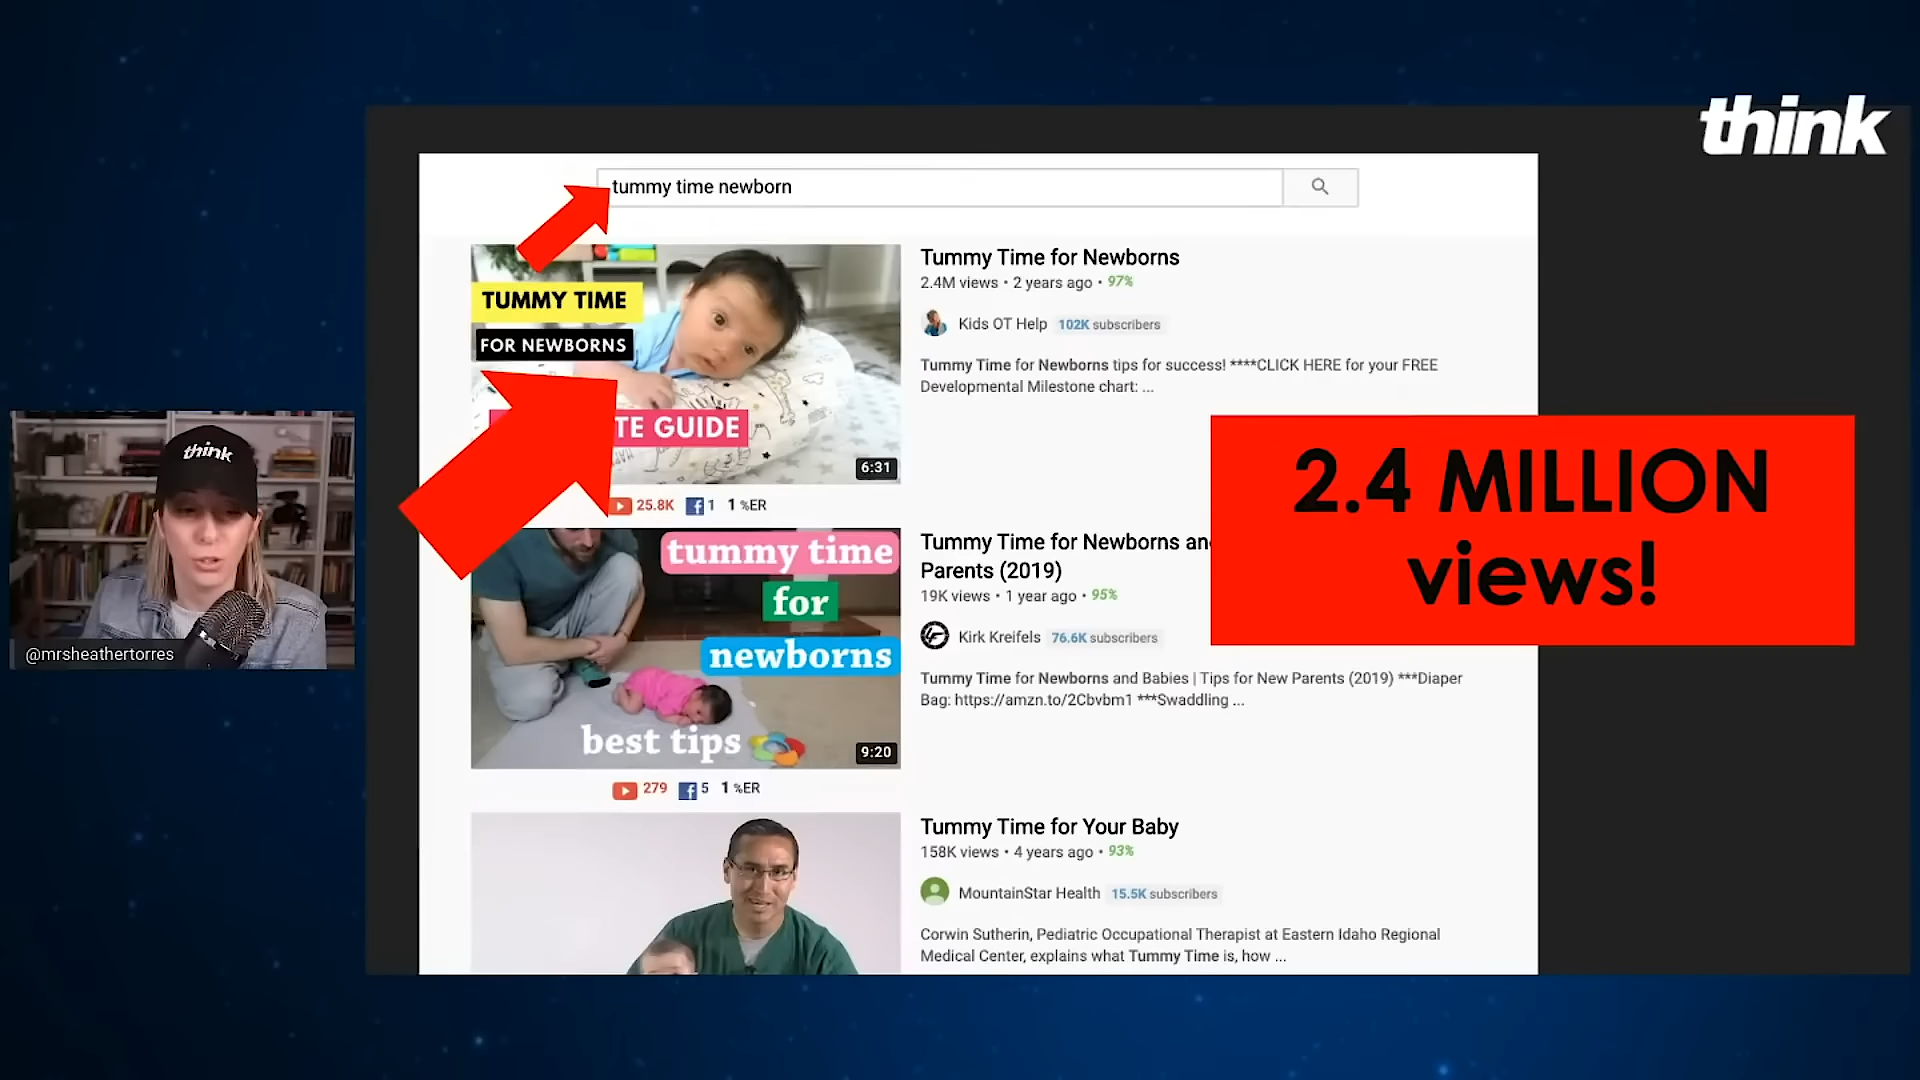 think
tummy time newborn
TUMMY TIME
FOR NEWBORNS
TE GUIDE
6:31
25.8K 1 1 %ER
Tummy Time for Newborns
2.4M views • 2 years ago • 97%
Kids OT Help 102K subscribers
Tummy Time for Newborns tips for success! ****CLICK HERE for your FREE
Developmental Milestone chart: ...
2.4 MILLION
views!
think
@mrsheathertorres
tummy time
for
newborns
best tips
9:20
279 5 1 %ER
Tummy Time for Newborns an
Parents (2019)
19K views • 1 year ago • 95%
Kirk Kreifels 76.6K subscribers
Tummy Time for Newborns and Babies | Tips for New Parents (2019) ***Diaper
Bag: https://amzn.to/2Cbvbm1 ***Swaddling ...
Tummy Time for Your Baby
158K views • 4 years ago • 93%
MountainStar Health 15.5K subscribers
Corwin Sutherin, Pediatric Occupational Therapist at Eastern Idaho Regional
Medical Center, explains what Tummy Time is, how ...